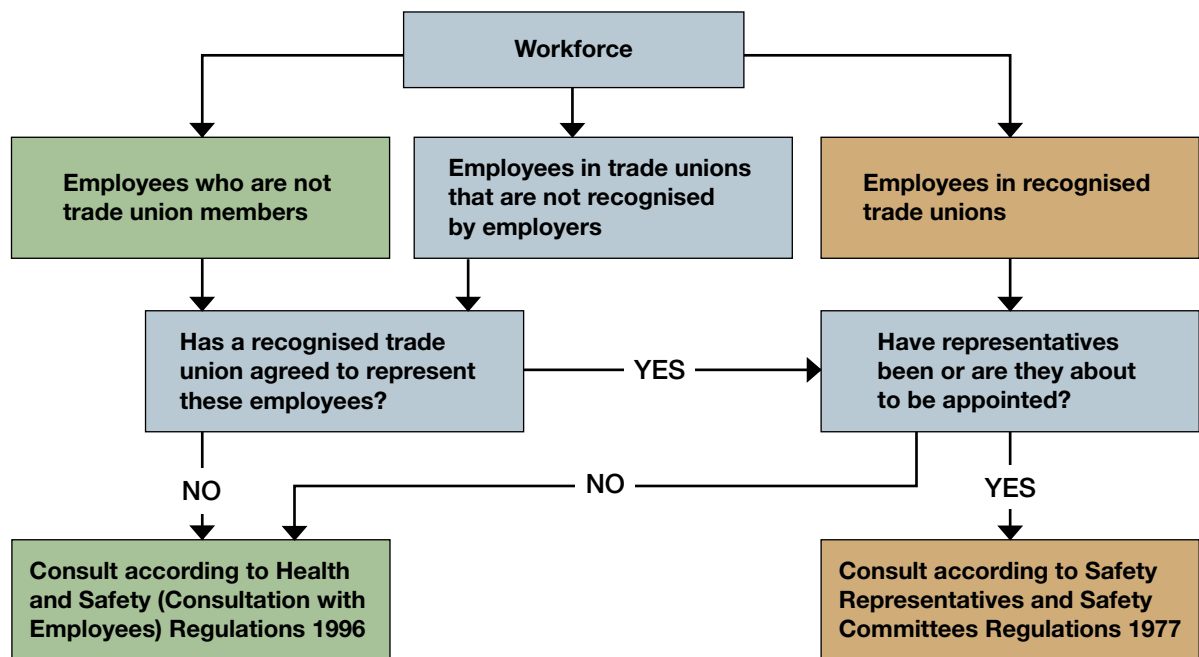 Workforce
Employees who are not
trade union members
Employees in trade unions
that are not recognised
by employers
Employees in recognised
trade unions
Has a recognised trade
union agreed to represent
these employees?
YES
Have representatives
been or are they about
to be appointed?
NO
NO
YES
Consult according to Health
and Safety (Consultation with
Employees) Regulations 1996
Consult according to Safety
Representatives and Safety
Committees Regulations 1977